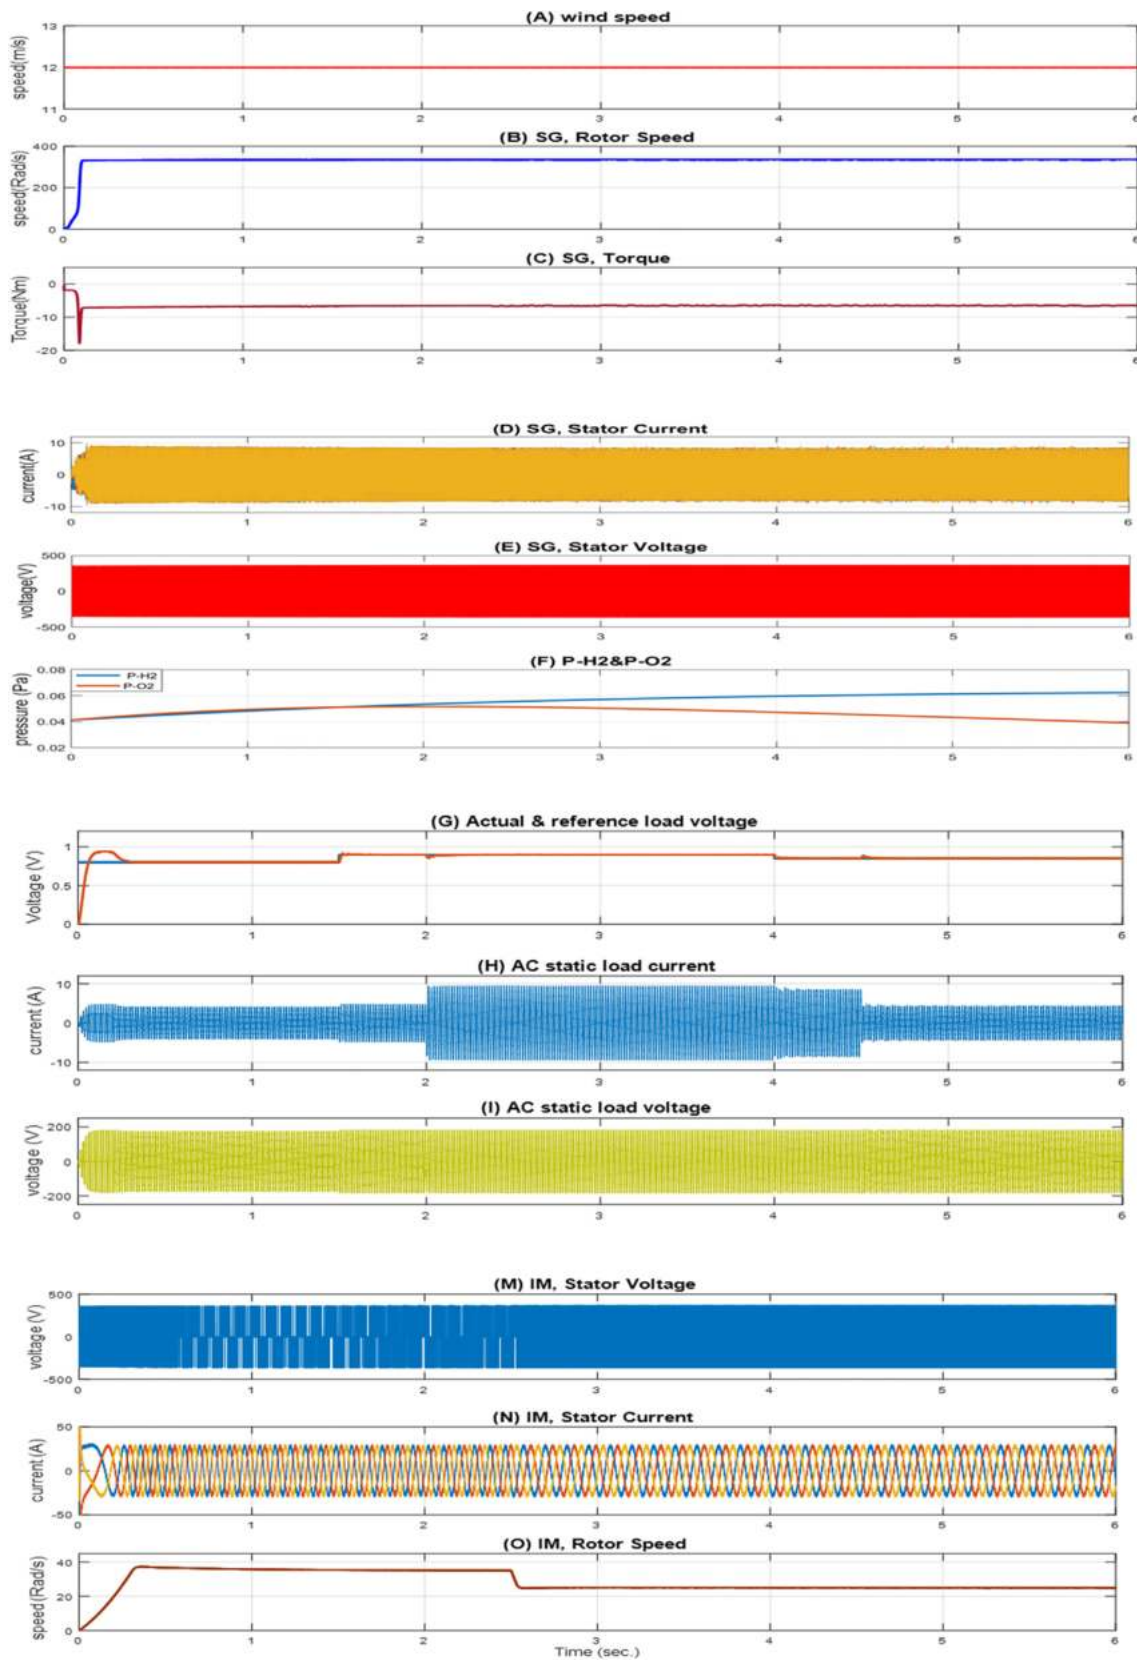 (A) wind speed
speed(m/s)
13
12
11
0 1 2 3 4 5 6
(B) SG, Rotor Speed
speed(Rad/s)
400
200
0
0 1 2 3 4 5 6
(C) SG, Torque
Torque(Nm)
0
-10
-20
0 1 2 3 4 5 6
(D) SG, Stator Current
current(A)
10
0
-10
0 1 2 3 4 5 6
(E) SG, Stator Voltage
voltage(V)
500
0
-500
0 1 2 3 4 5 6
(F) P-H2&P-O2
pressure (Pa)
0.08
0.06
0.04
0.02
P-H2
P-O2
0 1 2 3 4 5 6
(G) Actual & reference load voltage
Voltage (V)
1
0.5
0
0 1 2 3 4 5 6
(H) AC static load current
current (A)
10
0
-10
0 1 2 3 4 5 6
(I) AC static load voltage
voltage (V)
200
0
-200
0 1 2 3 4 5 6
(M) IM, Stator Voltage
voltage (V)
500
0
-500
0 1 2 3 4 5 6
(N) IM, Stator Current
current (A)
50
0
-50
0 1 2 3 4 5 6
(O) IM, Rotor Speed
speed (Rad/s)
40
20
0
0 1 2 3 4 5 6
Time (sec.)